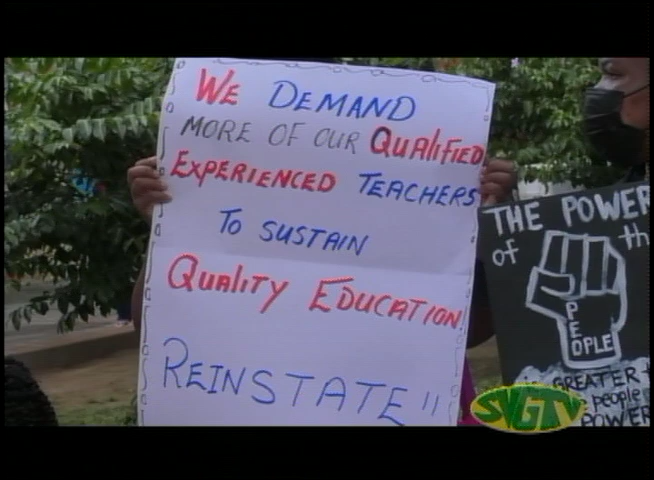 WE DEMAND
MORE OF OUR QUALIFIED
EXPERIENCED TEACHERS
TO SUSTAIN
QUALITY EDUCATION!
REINSTATE!!
THE POWER
of th
PEOPLE
GREATER
people
POWER
SVGTV